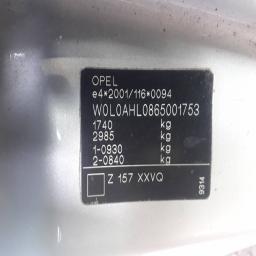 OPEL
e4*2001/116*0094
W0L0AHL0865001753
1740 kg
2985 kg
1-0930 kg
2-0840 kg
Z 157 XXVQ
9314